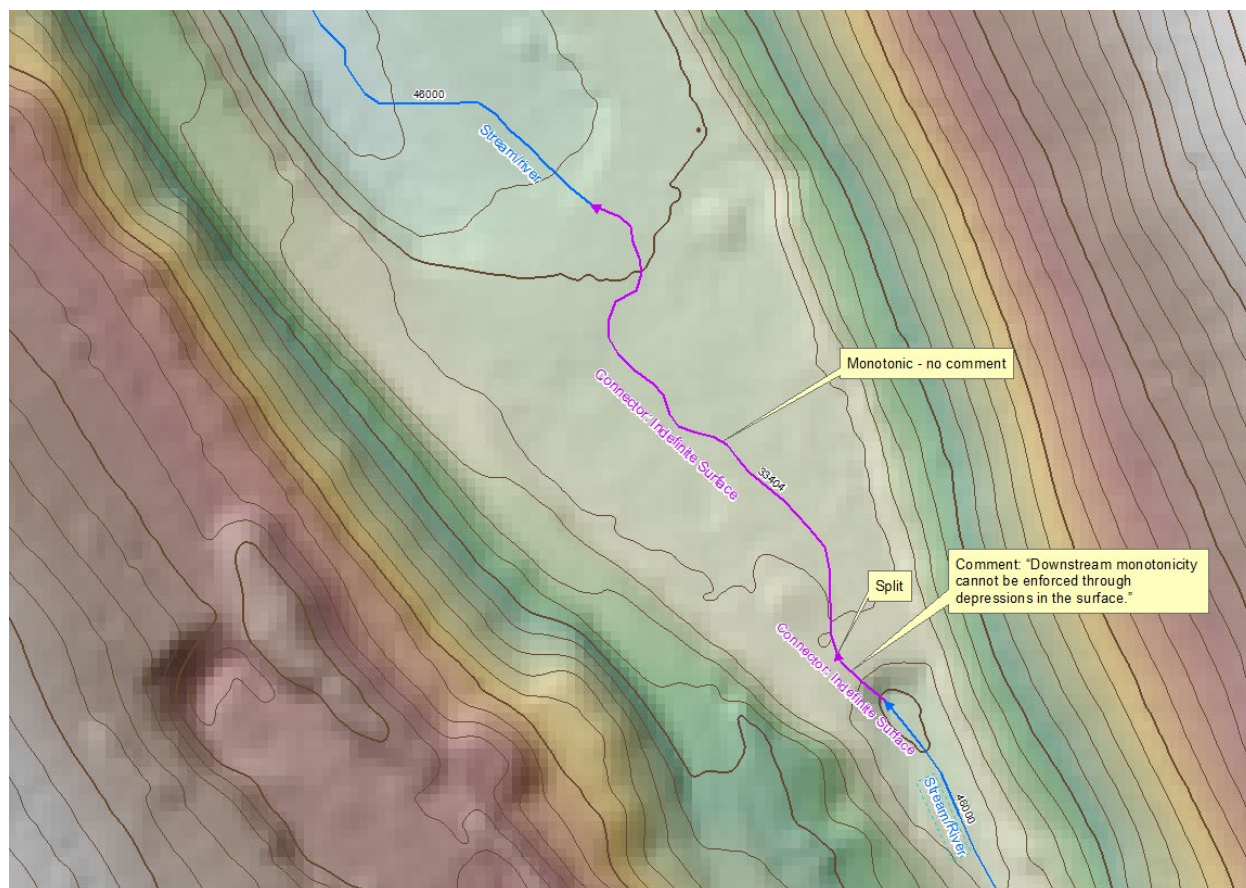 46000
Stream/river
Monotonic - no comment
Connector: Indefinite Surface
33404
Comment: “Downstream monotonicity
cannot be enforced through
depressions in the surface.”
Split
Connector: Indefinite Surface
46000
Stream/River